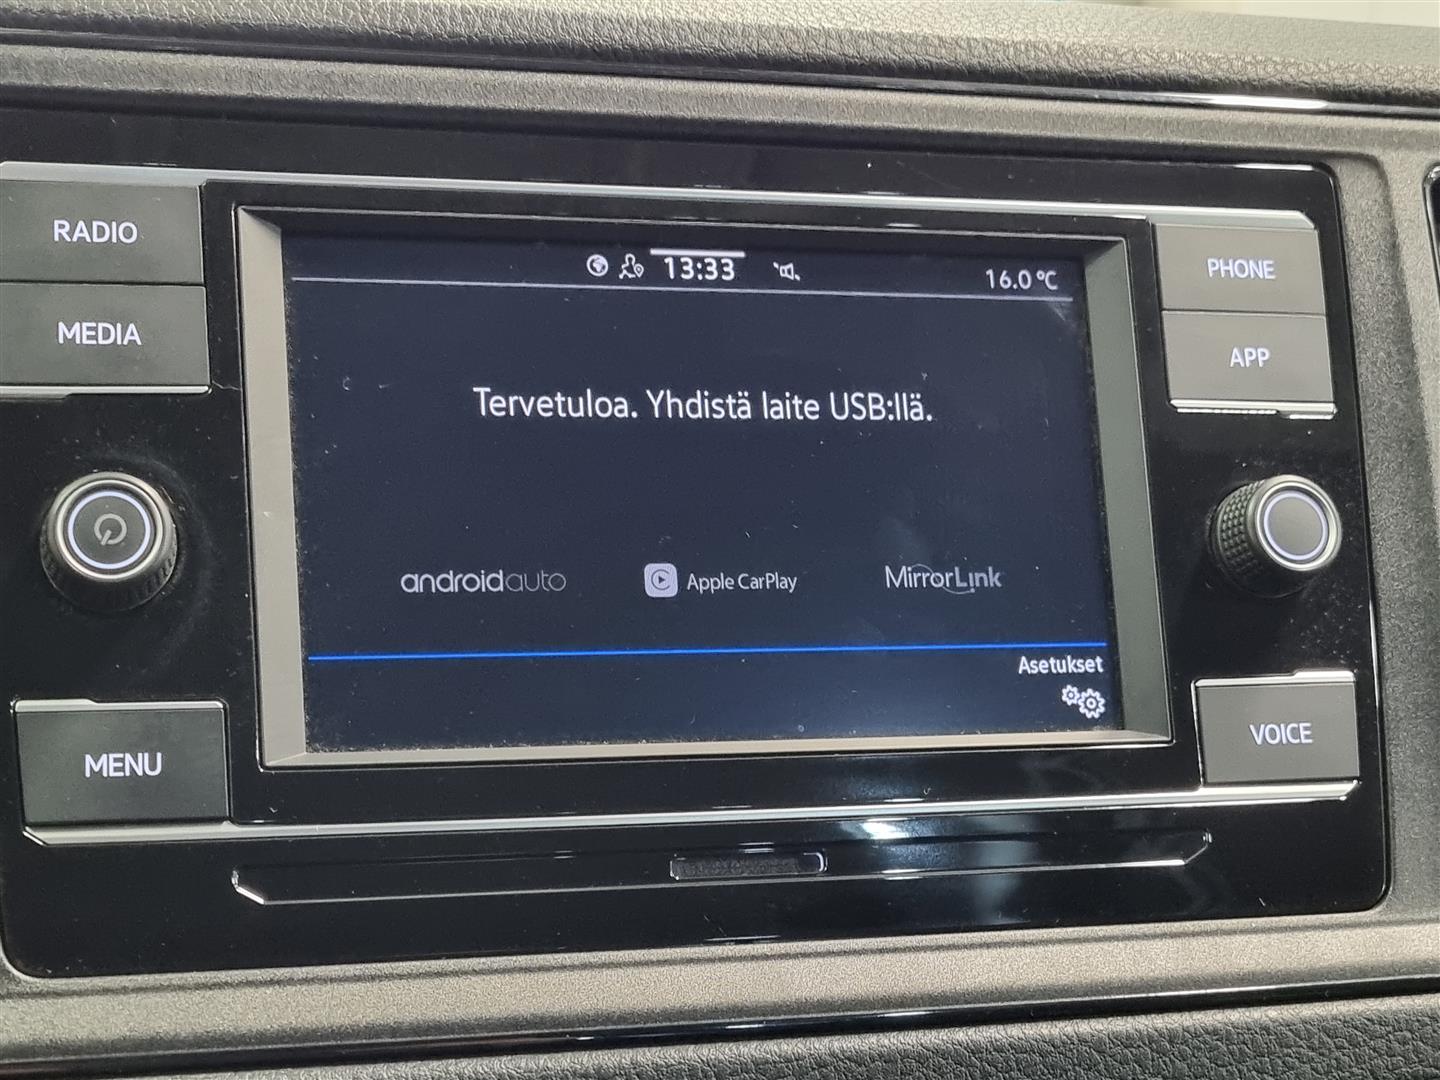 RADIO
MEDIA
MENU
13:33
16.0 °C
Tervetuloa. Yhdistä laite USB:llä.
androidauto
Apple CarPlay
MirrorLink
Asetukset
PHONE
APP
VOICE